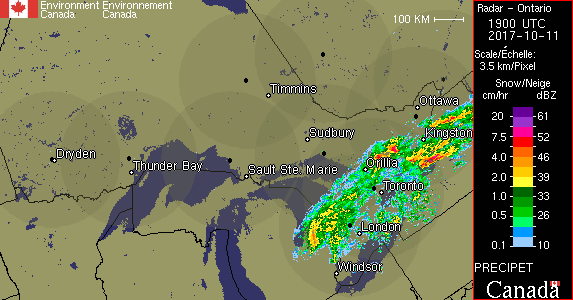 Environment Environnement
Canada Canada
100 KM
Radar - Ontario
1900 UTC
2017-10-11
Scale/Échelle:
3.5 km/Pixel
Snow/Neige
cm/hr dBZ
20 61
7.5 52
4.0 46
2.0 39
1.0 33
0.5 26
0.1 10
PRECIPET
Canada
Timmins
Ottawa
Sudbury
Kingston
Dryden
Thunder Bay
Sault Ste. Marie
Orillia
Toronto
London
Windsor